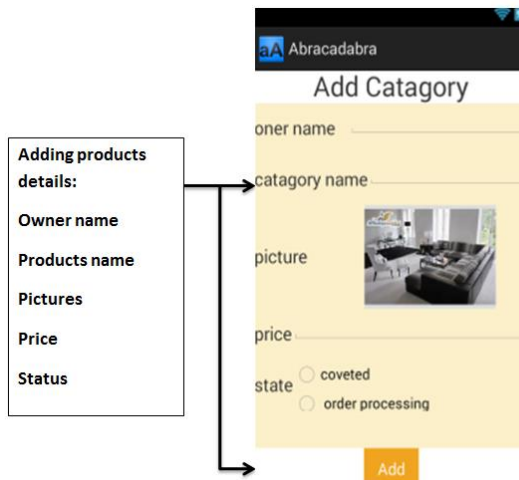 Adding products
details:
Owner name
Products name
Pictures
Price
Status
aA Abracadabra
Add Catagory
oner name
catagory name
picture
price
state
coveted
order processing
Add